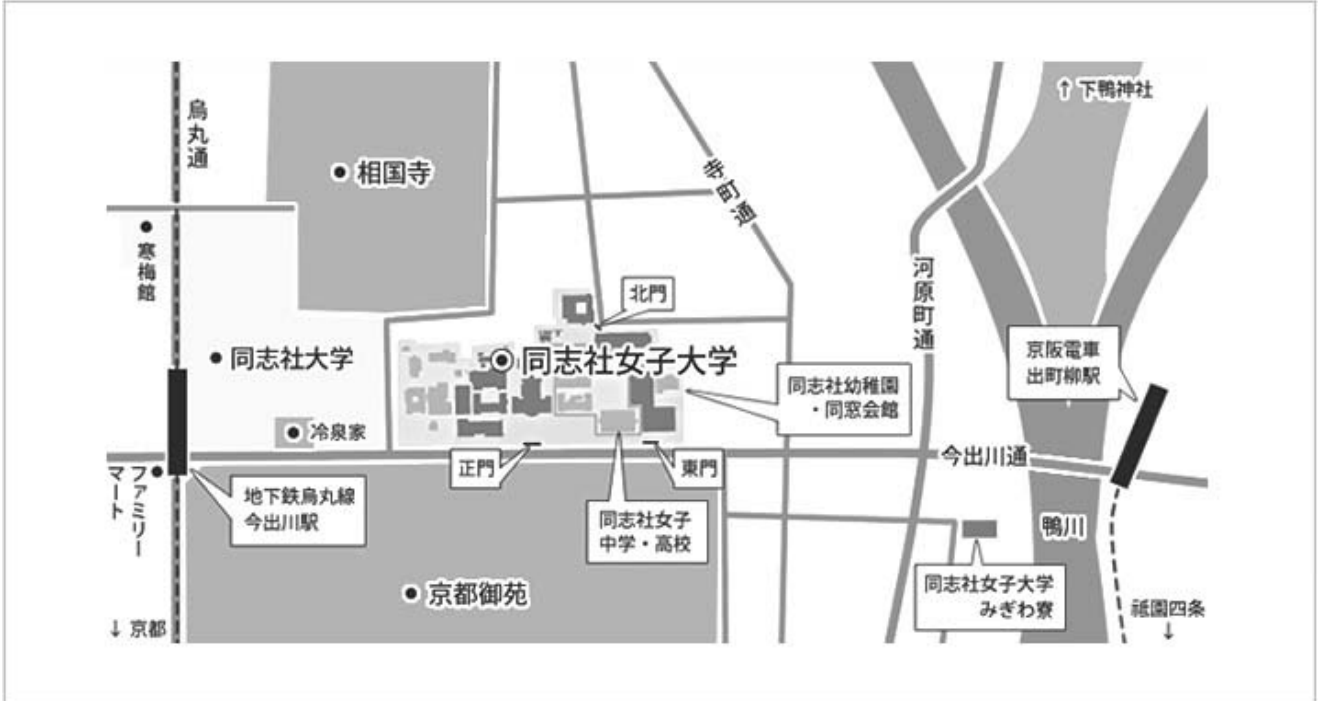 烏丸通
相国寺
寺町通
↑ 下鴨神社
寒梅館
北門
河原町通
同志社大学
同志社女子大学
京阪電車
出町柳駅
同志社幼稚園
・同窓会館
冷泉家
今出川通
正門
東門
ファミリー
マート
地下鉄烏丸線
今出川駅
同志社女子
中学・高校
鴨川
京都御苑
同志社女子大学
みぎわ寮
↓ 京都
祇園四条
↓